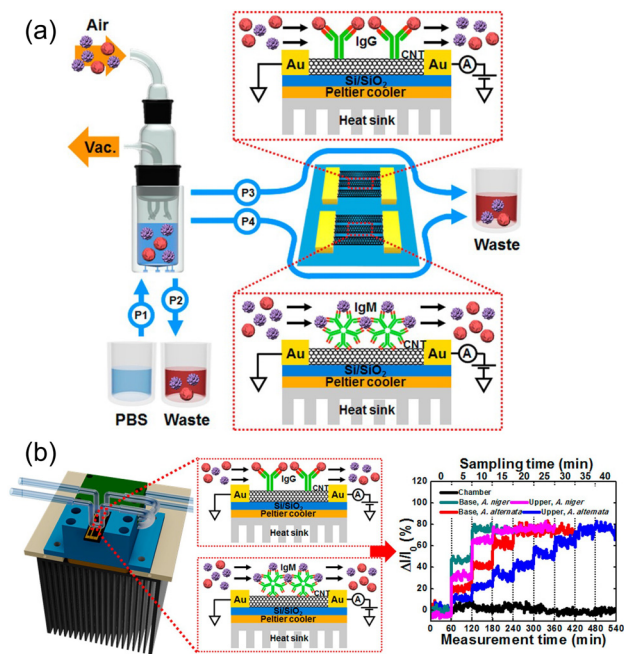 (a)
Air
Vac.
P1
P2
P3
P4
PBS
Waste
IgG
CNT
Au
Au
A
Si/SiO2
Peltier cooler
Heat sink
Waste
IgM
CNT
Au
Au
A
Si/SiO2
Peltier cooler
Heat sink
(b)
IgG
CNT
Au
Au
A
Si/SiO2
Peltier cooler
Heat sink
IgM
CNT
Au
Au
A
Si/SiO2
Peltier cooler
Heat sink
Sampling time (min)
0 5 10 15 20 25 30 35 40
Chamber
Base, A. niger Upper, A. niger
Base, A. alternata Upper, A. alternata
ΔI/I0 (%)
120
100
80
60
40
20
0
0 60 120 180 240 300 360 420 480 540
Measurement time (min)